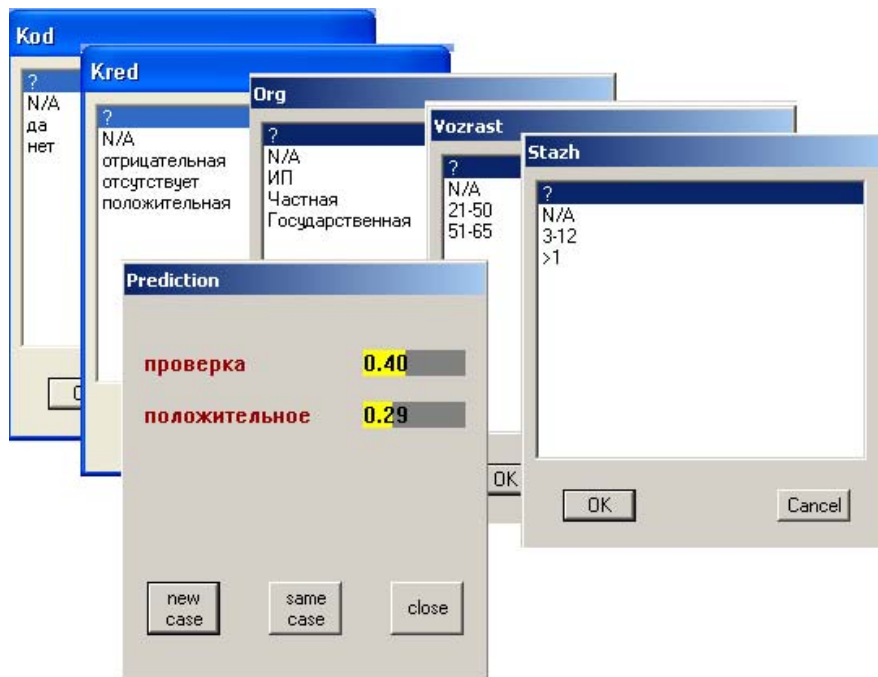 Kod
?
N/A
да
нет
Kred
?
N/A
отрицательная
отсутствует
положительная
Org
?
N/A
ИП
Частная
Государственная
Vozrast
?
N/A
21-50
51-65
OK
Stazh
?
N/A
3-12
>1
OK
Cancel
Prediction
проверка 0.40
положительное 0.29
new
case
same
case
close